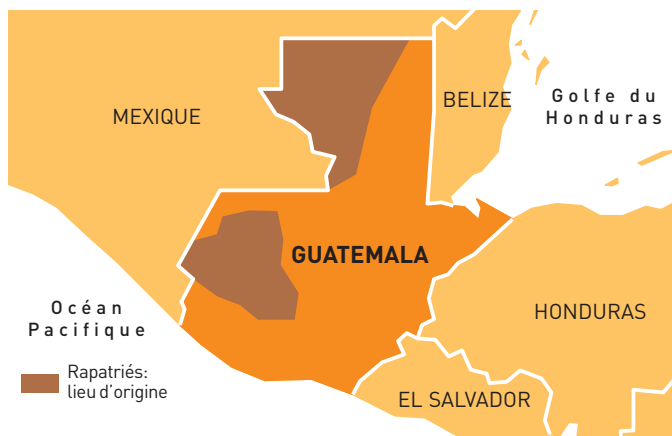 MEXIQUE
BELIZE
Golfe du
Honduras
GUATEMALA
Océan
Pacifique
HONDURAS
Rapatriés:
lieu d'origine
EL SALVADOR